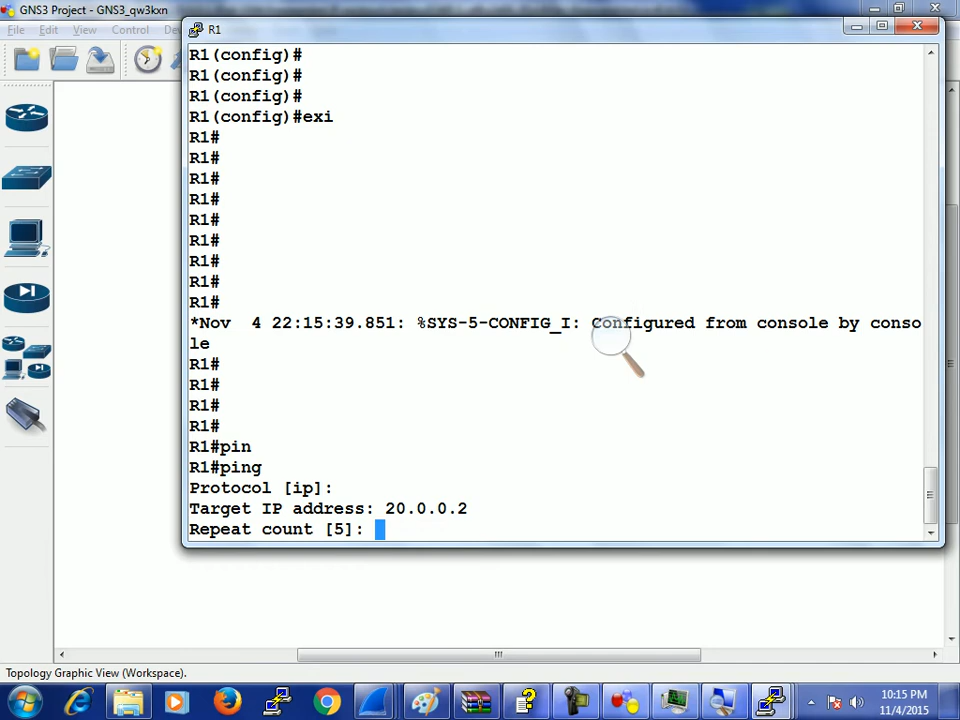 GNS3 Project - GNS3_qw3kxn
File Edit View Control
R1
R1(config)#
R1(config)#
R1(config)#
R1(config)#exi
R1#
R1#
R1#
R1#
R1#
R1#
R1#
R1#
R1#
*Nov  4 22:15:39.851: %SYS-5-CONFIG_I: Configured from console by conso
le
R1#
R1#
R1#
R1#
R1#pin
R1#ping
Protocol [ip]:
Target IP address: 20.0.0.2
Repeat count [5]:
Topology Graphic View (Workspace).
10:15 PM
11/4/2015